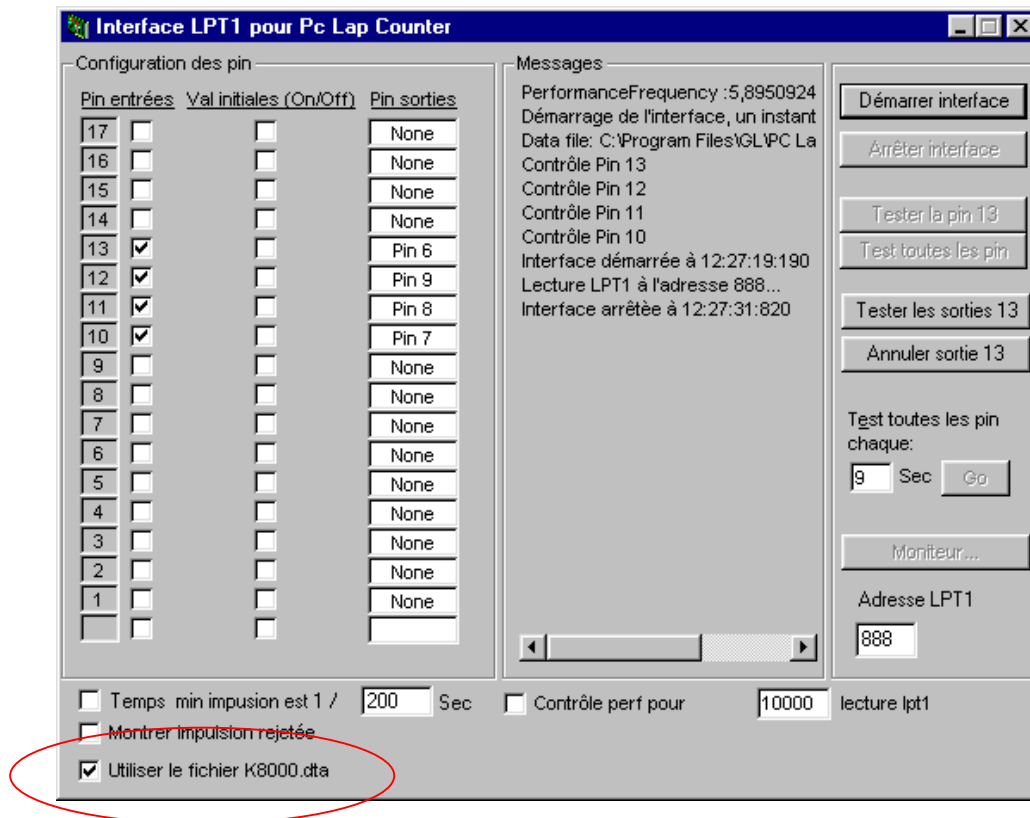 Interface LPT1 pour Pc Lap Counter
Configuration des pin
Pin entrées Val initiales (On/Off) Pin sorties
17 None
16 None
15 None
14 None
13 Pin 6
12 Pin 9
11 Pin 8
10 Pin 7
9 None
8 None
7 None
6 None
5 None
4 None
3 None
2 None
1 None
Messages
PerformanceFrequency :5,8950924
Démarrage de l'interface, un instant
Data file: C:\Program Files\GL\PC La
Contrôle Pin 13
Contrôle Pin 12
Contrôle Pin 11
Contrôle Pin 10
Interface démarrée à 12:27:19:190
Lecture LPT1 à l'adresse 888...
Interface arrêtèe à 12:27:31:820
Démarrer interface
Arrêter interface
Tester la pin 13
Test toutes les pin
Tester les sorties 13
Annuler sortie 13
Test toutes les pin
chaque:
9 Sec Go
Moniteur...
Adresse LPT1
888
Temps min impusion est 1 / 200 Sec
Contrôle perf pour 10000 lecture lpt1
Montrer impulsion rejetée
Utiliser le fichier K8000.dta